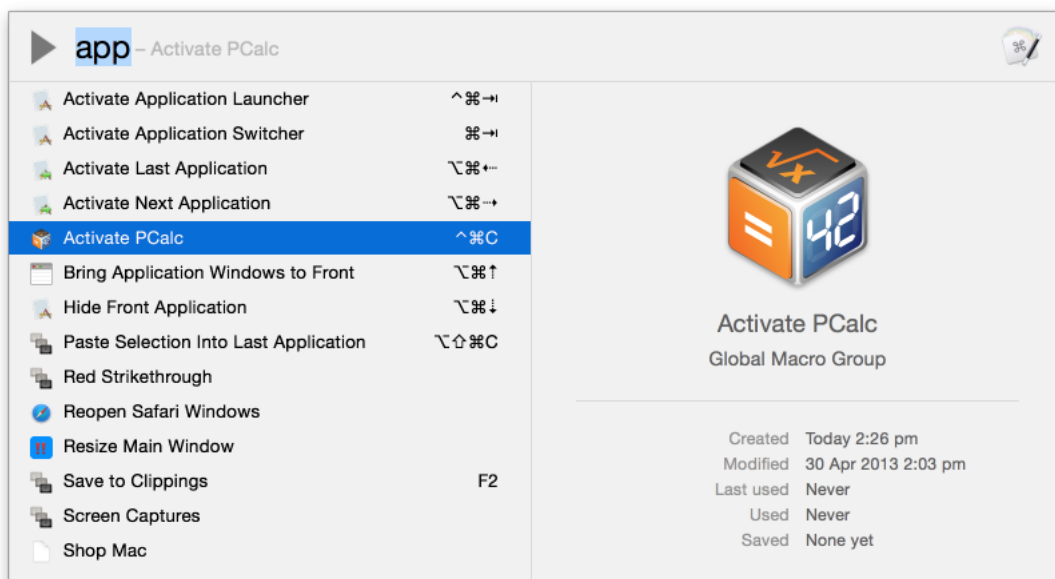 app – Activate PCalc
Activate Application Launcher ^⌘⇥
Activate Application Switcher ⌘⇥
Activate Last Application ⌥⌘⇠
Activate Next Application ⌥⌘⇢
Activate PCalc ^⌘C
Bring Application Windows to Front ⌥⌘↑
Hide Front Application ⌥⌘⇣
Paste Selection Into Last Application ⌥⇧⌘C
Red Strikethrough
Reopen Safari Windows
Resize Main Window
Save to Clippings F2
Screen Captures
Shop Mac
√x
= 42
Activate PCalc
Global Macro Group
Created Today 2:26 pm
Modified 30 Apr 2013 2:03 pm
Last used Never
Used Never
Saved None yet